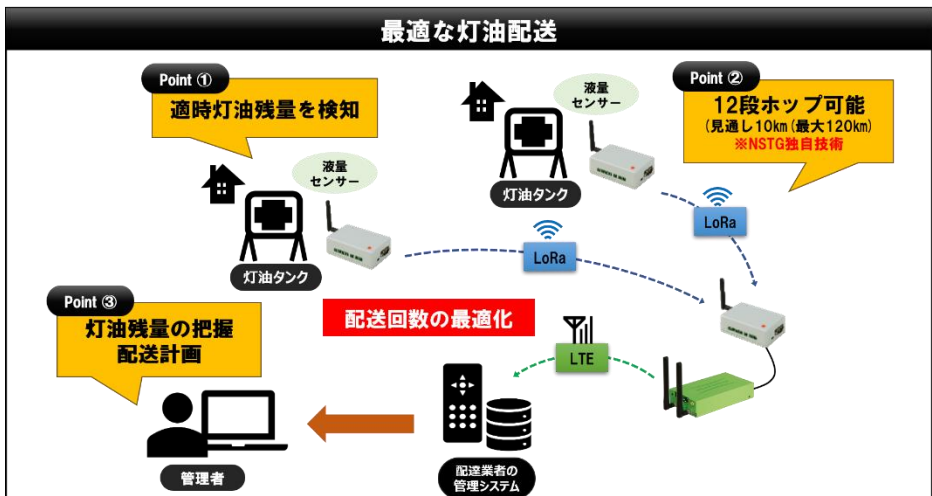 最適な灯油配送
Point ①
適時灯油残量を検知
液量
センサー
灯油タンク
液量
センサー
灯油タンク
Point ②
12段ホップ可能
(見通し10km(最大120km)
※NSTG独自技術
LoRa
LoRa
Point ③
灯油残量の把握
配送計画
配送回数の最適化
LTE
管理者
配達業者の
管理システム